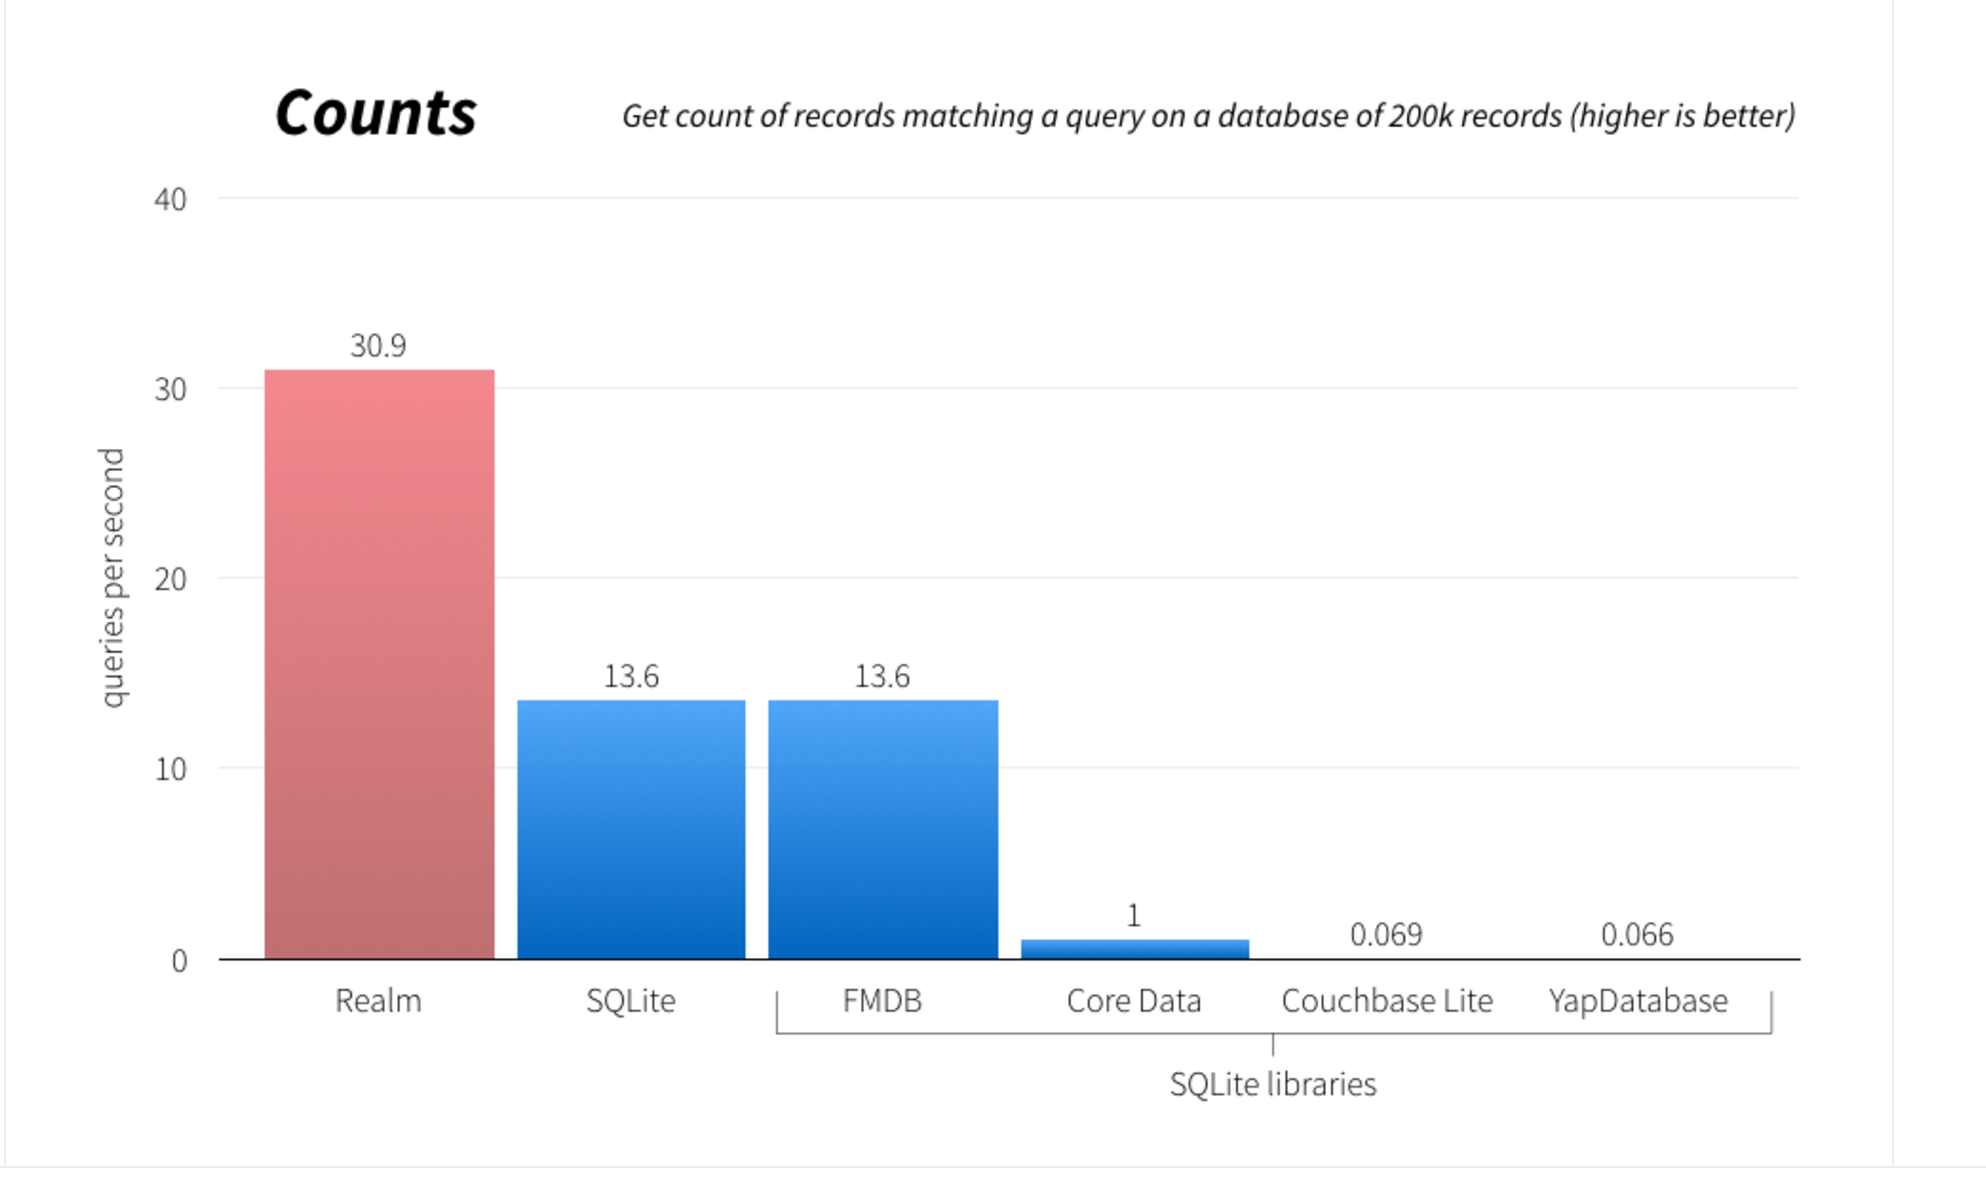 Counts
Get count of records matching a query on a database of 200k records (higher is better)
40
30
20
10
0
queries per second
30.9
13.6
13.6
1
0.069
0.066
Realm
SQLite
FMDB
Core Data
Couchbase Lite
YapDatabase
SQLite libraries